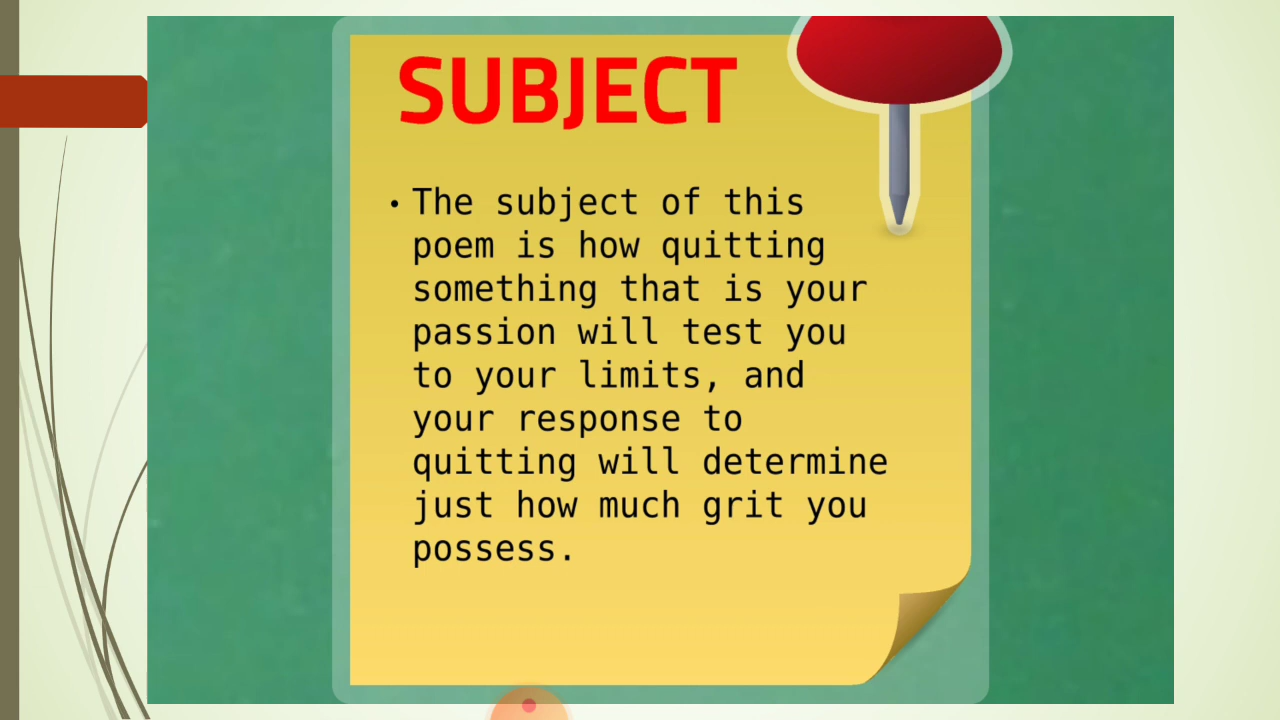 SUBJECT
• The subject of this
poem is how quitting
something that is your
passion will test you
to your limits, and
your response to
quitting will determine
just how much grit you
possess.